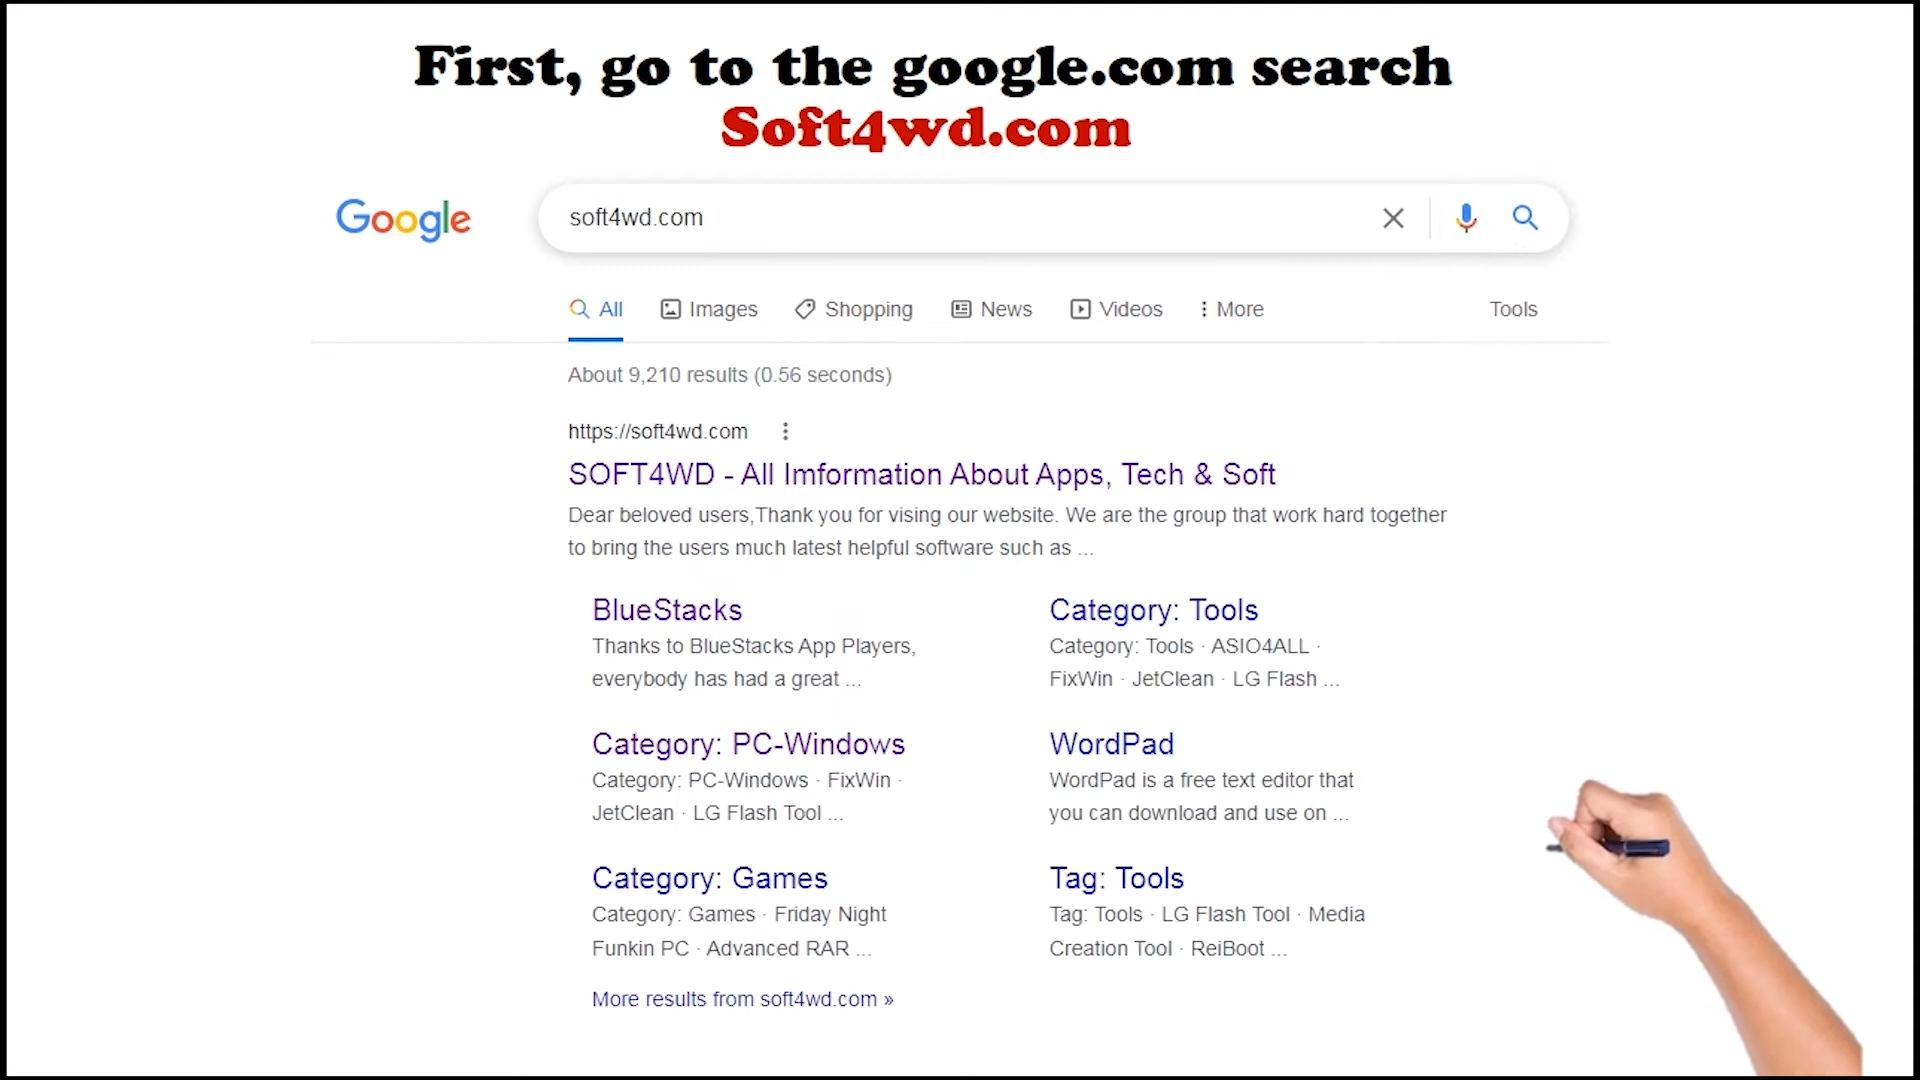 First, go to the google.com search
Soft4wd.com
Google
soft4wd.com
All Images Shopping News Videos More Tools
About 9,210 results (0.56 seconds)
https://soft4wd.com
SOFT4WD - All Imformation About Apps, Tech & Soft
Dear beloved users,Thank you for vising our website. We are the group that work hard together
to bring the users much latest helpful software such as ...
BlueStacks
Thanks to BlueStacks App Players,
everybody has had a great ...
Category: Tools
Category: Tools · ASIO4ALL ·
FixWin · JetClean · LG Flash ...
Category: PC-Windows
Category: PC-Windows · FixWin ·
JetClean · LG Flash Tool ...
WordPad
WordPad is a free text editor that
you can download and use on ...
Category: Games
Category: Games · Friday Night
Funkin PC · Advanced RAR ...
Tag: Tools
Tag: Tools · LG Flash Tool · Media
Creation Tool · ReiBoot ...
More results from soft4wd.com »